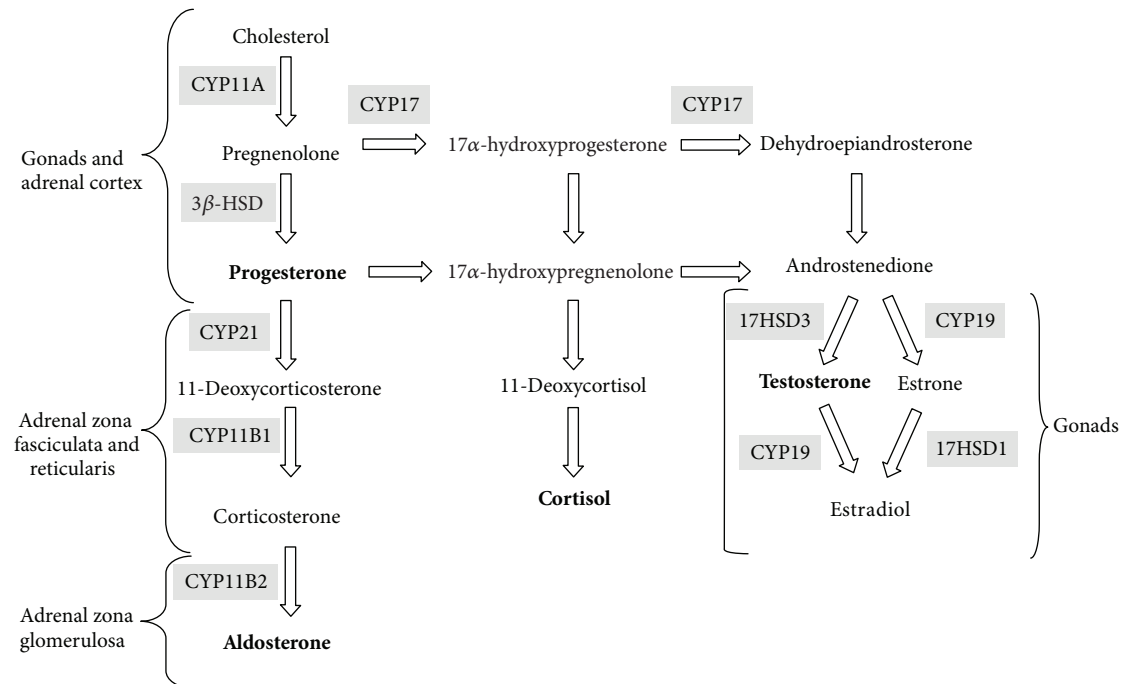 Cholesterol
CYP11A
CYP17
CYP17
Gonads and
adrenal cortex
Pregnenolone
17α-hydroxyprogesterone
Dehydroepiandrosterone
3β-HSD
Progesterone
17α-hydroxypregnenolone
Androstenedione
CYP21
17HSD3
CYP19
11-Deoxycorticosterone
11-Deoxycortisol
Testosterone
Estrone
Adrenal zona
fasciculata and
reticularis
CYP11B1
CYP19
17HSD1
Gonads
Corticosterone
Cortisol
Estradiol
CYP11B2
Adrenal zona
glomerulosa
Aldosterone